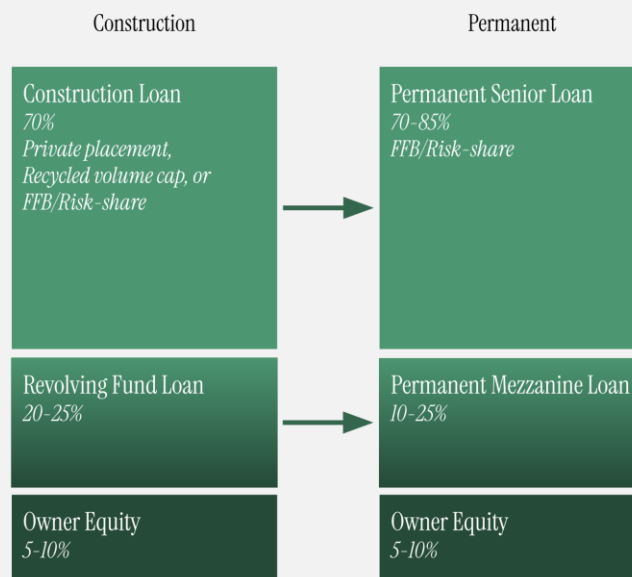 Construction
Construction Loan
70%
Private placement,
Recycled volume cap, or
FFB/Risk-share
Revolving Fund Loan
20-25%
Owner Equity
5-10%
Permanent
Permanent Senior Loan
70-85%
FFB/Risk-share
Permanent Mezzanine Loan
10-25%
Owner Equity
5-10%